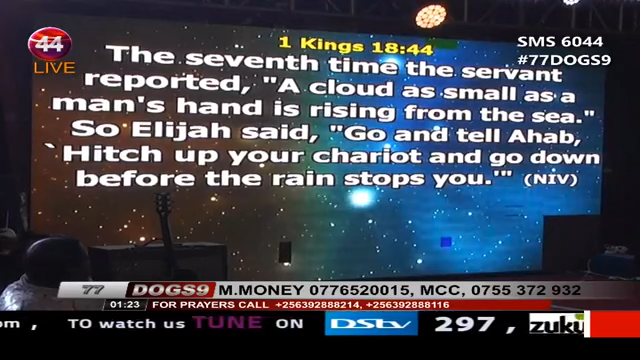 44
LIVE
SMS 6044
#77DOGS9
1 Kings 18:44
The seventh time the servant
reported, "A cloud as small as a
man's hand is rising from the sea."
So Elijah said, "Go and tell Ahab,
`Hitch up your chariot and go down
before the rain stops you.'" (NIV)
77 DOGS9 M.MONEY 0776520015, MCC, 0755 372 932
01:23 FOR PRAYERS CALL +256392888214, +256392888116
om , TO watch us TUNE ON DStv 297 , zuku